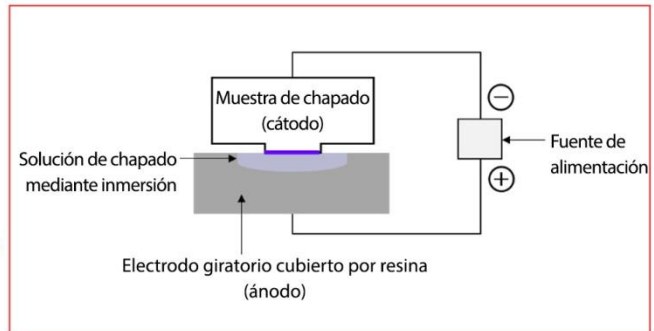 Muestra de chapado
(cátodo)
Solución de chapado
mediante inmersión
Fuente de
alimentación
Electrodo giratorio cubierto por resina
(ánodo)